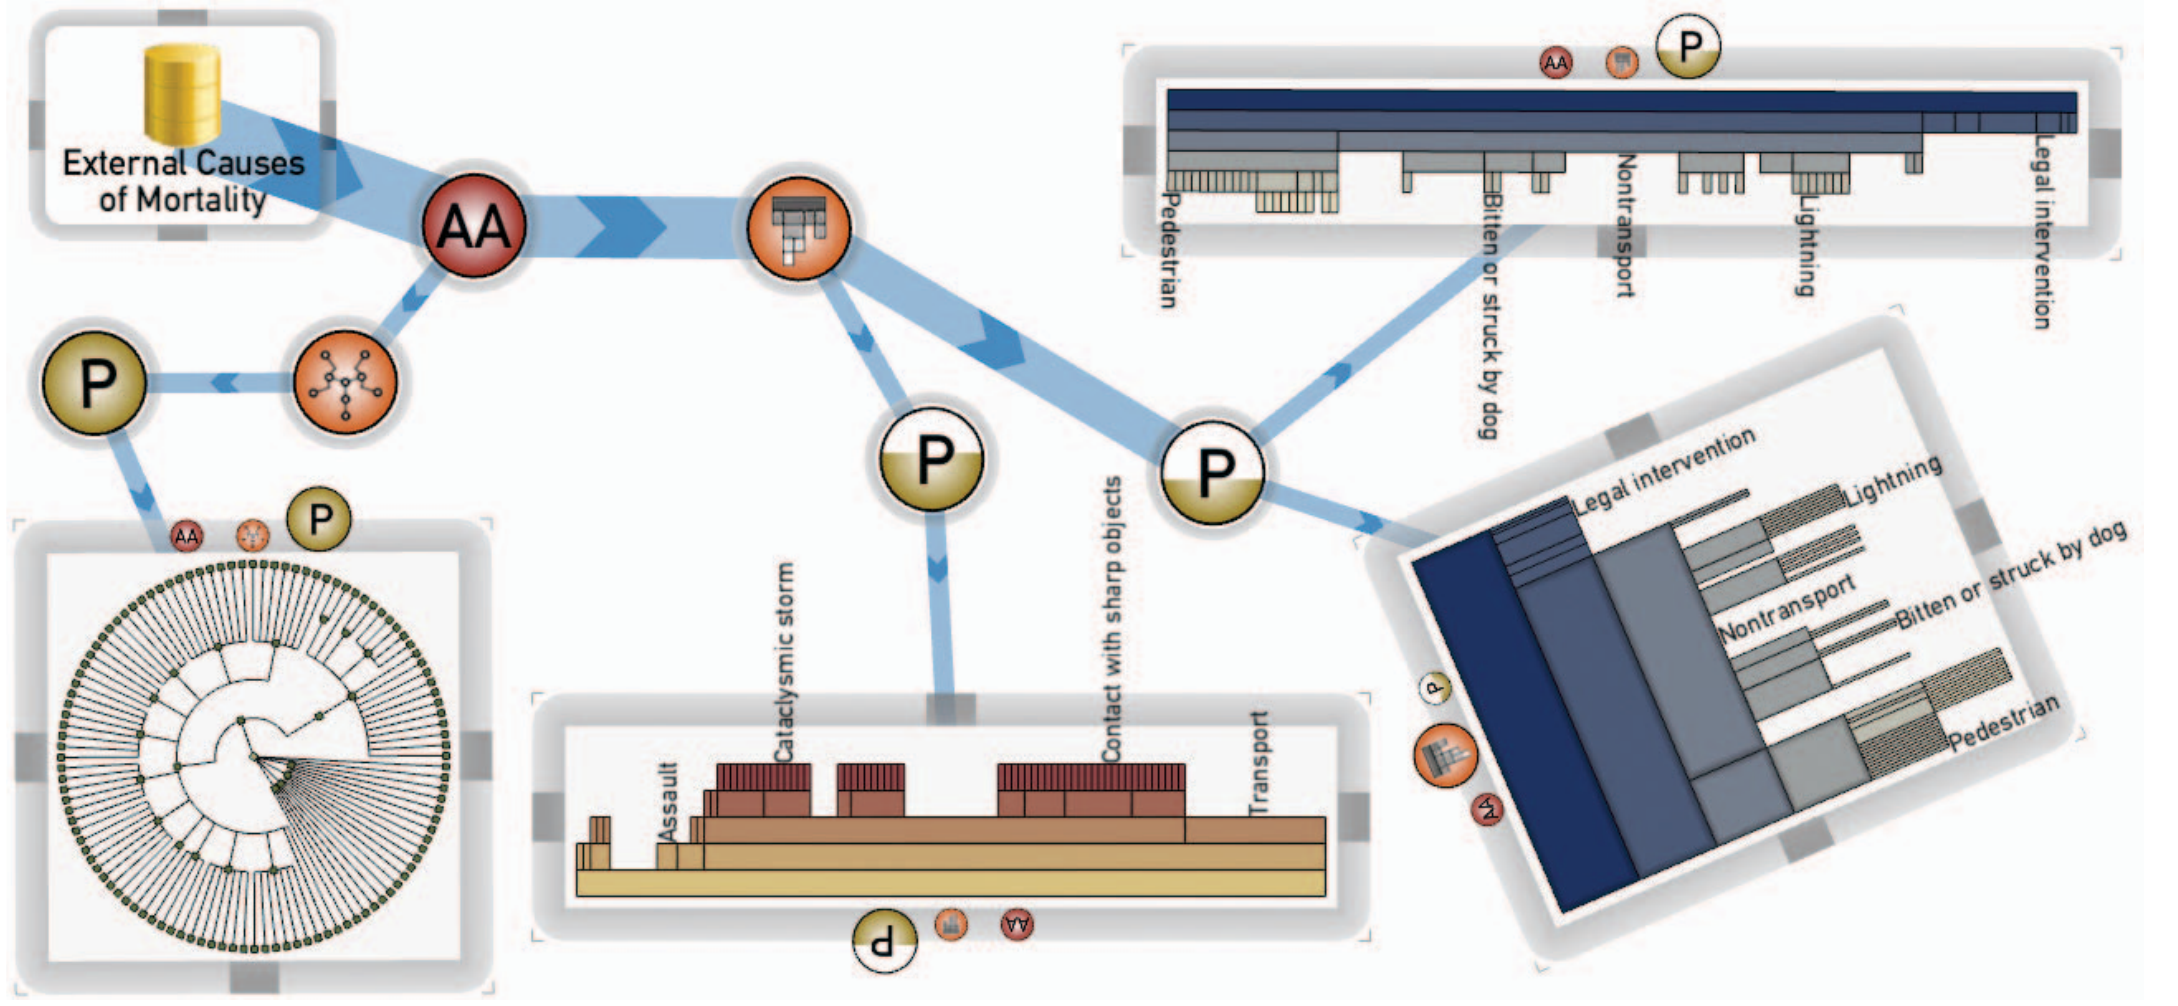 External Causes
of Mortality
AA
P
P
P
AA
P
Pedestrian
Bitten or struck by dog
Nontransport
Lightning
Legal intervention
AA
P
Cataclysmic storm
Contact with sharp objects
Assault
Transport
P
AA
Legal intervention
Lightning
Nontransport
Bitten or struck by dog
Pedestrian
P
AA